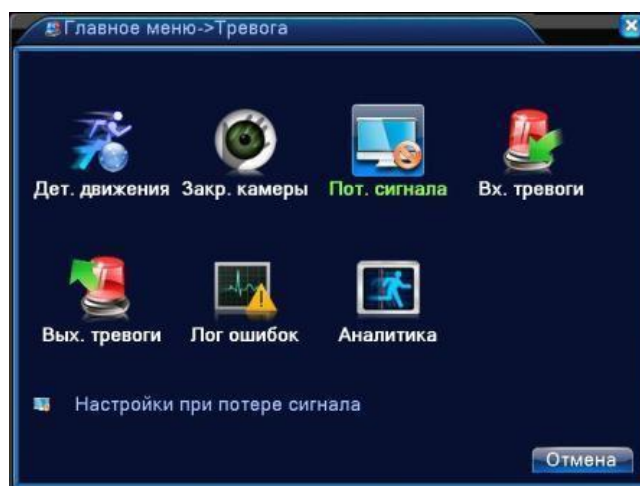 Главное меню->Тревога
Дет. движения Закр. камеры Пот. сигнала Вх. тревоги
Вых. тревоги Лог ошибок Аналитика
Настройки при потере сигнала
Отмена